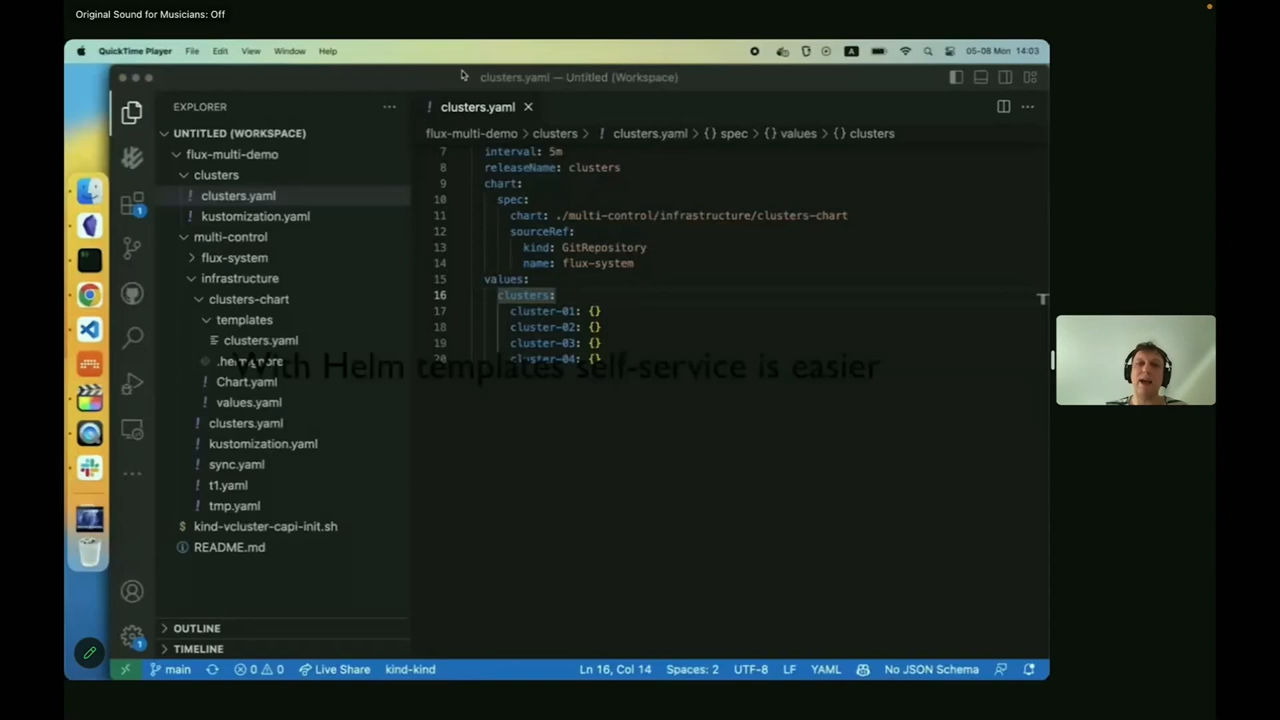 Original Sound for Musicians: Off
QuickTime Player File Edit View Window Help
A 05-08 Mon 14:03
clusters.yaml — Untitled (Workspace)
EXPLORER
UNTITLED (WORKSPACE)
flux-multi-demo
clusters
! clusters.yaml
! kustomization.yaml
multi-control
flux-system
infrastructure
clusters-chart
templates
clusters.yaml
! Chart.yaml
! values.yaml
! clusters.yaml
! kustomization.yaml
! sync.yaml
! t1.yaml
! tmp.yaml
$ kind-vcluster-capi-init.sh
README.md
OUTLINE
TIMELINE
1
1
! clusters.yaml
flux-multi-demo > clusters > ! clusters.yaml > {} spec > {} values > {} clusters
7 interval: 5m
8 releaseName: clusters
9 chart:
10 spec:
11 chart: ./multi-control/infrastructure/clusters-chart
12 sourceRef:
13 kind: GitRepository
14 name: flux-system
15 values:
16 clusters:
17 cluster-01: {}
18 cluster-02: {}
19 cluster-03: {}
20 cluster-04: {}
With Helm templates self-service is easier
main 0 0 Live Share kind-kind Ln 16, Col 14 Spaces: 2 UTF-8 LF YAML No JSON Schema